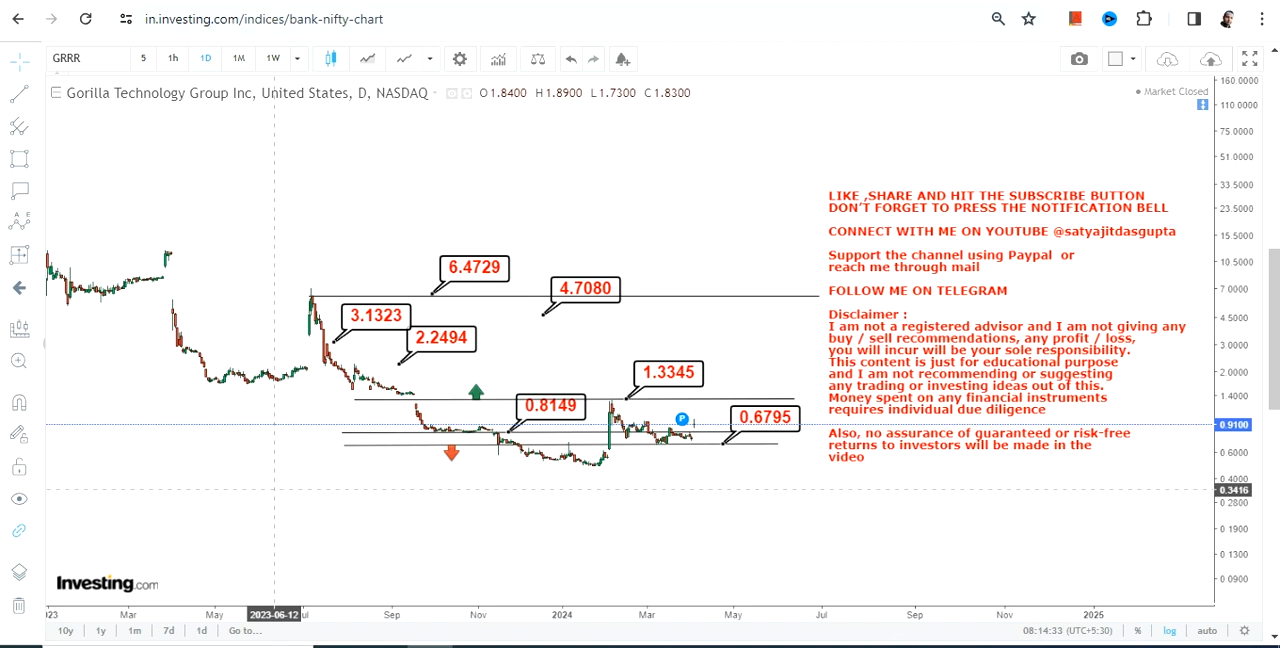 in.investing.com/indices/bank-nifty-chart
GRRR 5 1h 1D 1M 1W
Gorilla Technology Group Inc, United States, D, NASDAQ O1.8400 H1.8900 L1.7300 C1.8300
Market Closed
160.0000
110.0000
75.0000
51.0000
33.5000
23.5000
15.5000
10.5000
7.0000
4.5000
3.0000
2.0000
1.4000
0.9100
0.6000
0.4000
0.3416
0.2800
0.1900
0.1300
0.0900
6.4729
4.7080
3.1323
2.2494
1.3345
0.8149
0.6795
P
LIKE ,SHARE AND HIT THE SUBSCRIBE BUTTON
DON'T FORGET TO PRESS THE NOTIFICATION BELL
CONNECT WITH ME ON YOUTUBE @satyajitdasgupta
Support the channel using Paypal or
reach me through mail
FOLLOW ME ON TELEGRAM
Disclaimer :
I am not a registered advisor and I am not giving any
buy / sell recommendations, any profit / loss,
you will incur will be your sole responsibility.
This content is just for educational purpose
and I am not recommending or suggesting
any trading or investing ideas out of this.
Money spent on any financial instruments
requires individual due diligence
Also, no assurance of guaranteed or risk-free
returns to investors will be made in the
video
Investing.com
023 Mar May 2023-06-12 Jul Sep Nov 2024 Mar May Jul Sep Nov 2025
10y 1y 1m 7d 1d Go to... 08:14:33 (UTC+5:30) % log auto